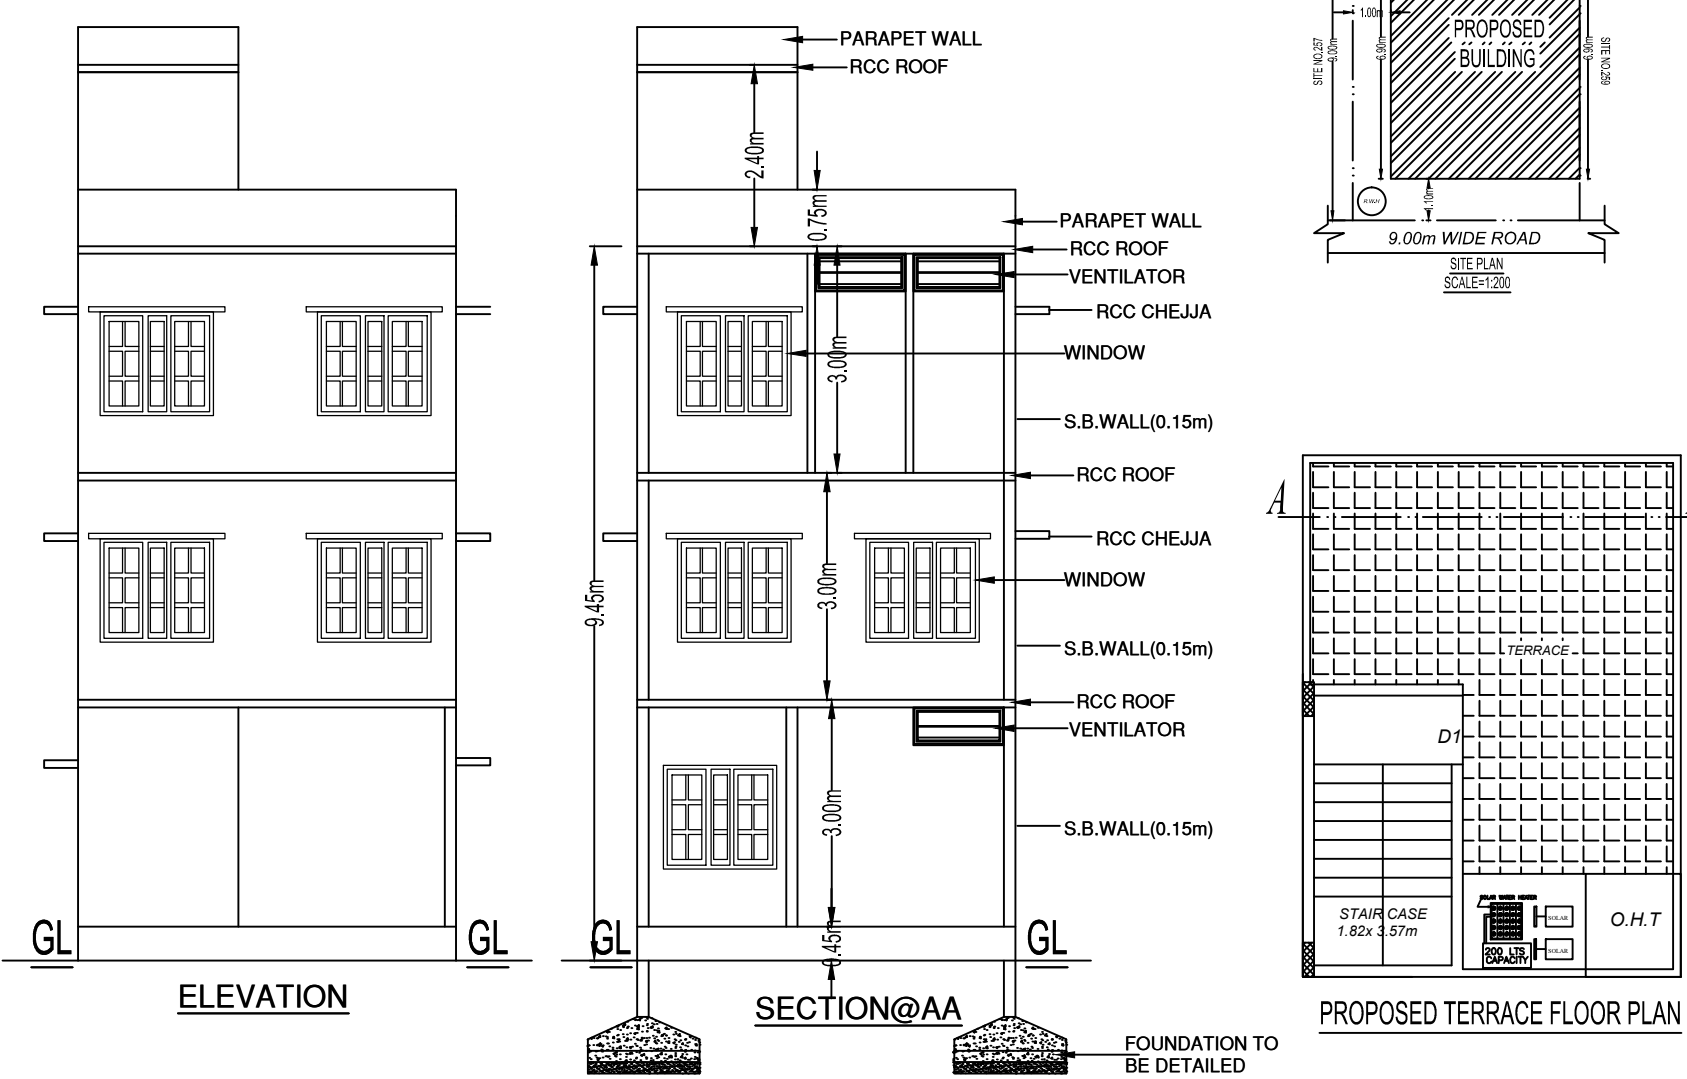 PARAPET WALL
RCC ROOF
2.40m
0.75m
PARAPET WALL
RCC ROOF
VENTILATOR
RCC CHEJJA
WINDOW
3.00m
S.B.WALL(0.15m)
RCC ROOF
RCC CHEJJA
WINDOW
3.00m
9.45m
S.B.WALL(0.15m)
RCC ROOF
VENTILATOR
3.00m
S.B.WALL(0.15m)
0.45m
GL
GL
GL
GL
ELEVATION
SECTION@AA
FOUNDATION TO
BE DETAILED
1.00m
PROPOSED
BUILDING
SITE NO.257
9.00m
6.90m
6.90m
SITE NO.259
R.W.H
1.10m
9.00m WIDE ROAD
SITE PLAN
SCALE=1:200
A
TERRACE
D1
STAIR CASE
1.82x 3.57m
SOLAR WATER HEATER
SOLAR
SOLAR
200 LTS
CAPACITY
O.H.T
PROPOSED TERRACE FLOOR PLAN